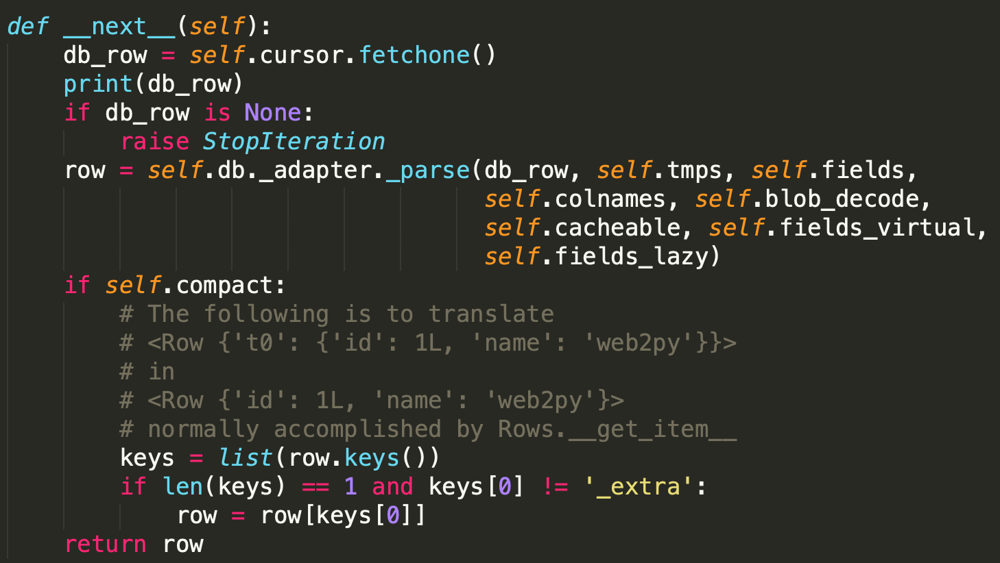 def __next__(self):
    db_row = self.cursor.fetchone()
    print(db_row)
    if db_row is None:
        raise StopIteration
    row = self.db._adapter._parse(db_row, self.tmps, self.fields,
                                  self.colnames, self.blob_decode,
                                  self.cacheable, self.fields_virtual,
                                  self.fields_lazy)
    if self.compact:
        # The following is to translate
        # <Row {'t0': {'id': 1L, 'name': 'web2py'}}>
        # in
        # <Row {'id': 1L, 'name': 'web2py'}>
        # normally accomplished by Rows.__get_item__
        keys = list(row.keys())
        if len(keys) == 1 and keys[0] != '_extra':
            row = row[keys[0]]
    return row